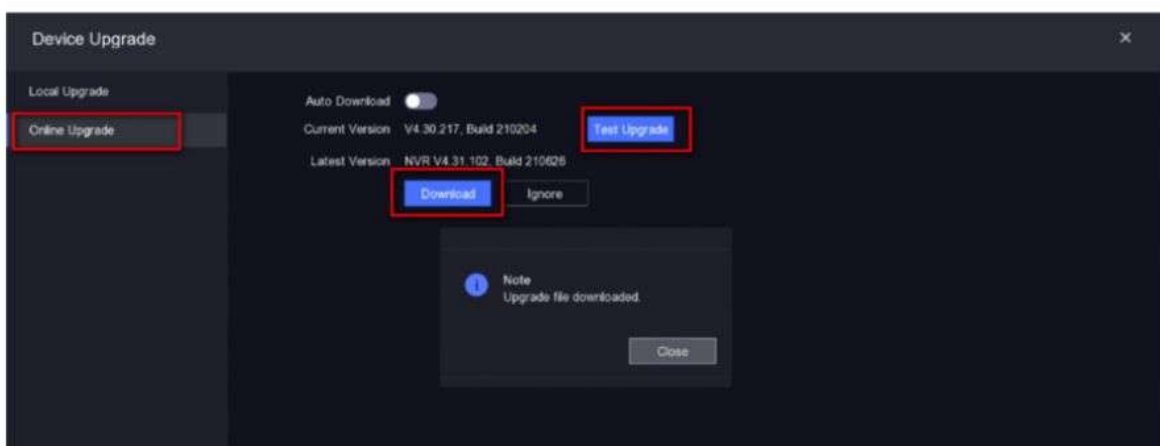 Device Upgrade
Local Upgrade
Online Upgrade
Auto Download
Current Version V4.30.217, Build 210204 Test Upgrade
Latest Version NVR V4.31.102, Build 210626
Download Ignore
Note
Upgrade file downloaded.
Close